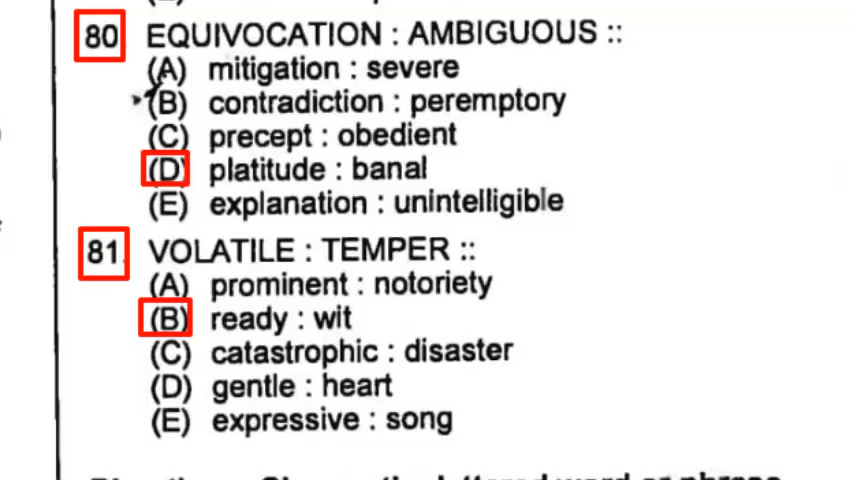 80 EQUIVOCATION : AMBIGUOUS ::
(A) mitigation : severe
(B) contradiction : peremptory
(C) precept : obedient
(D) platitude : banal
(E) explanation : unintelligible
81. VOLATILE : TEMPER ::
(A) prominent : notoriety
(B) ready : wit
(C) catastrophic : disaster
(D) gentle : heart
(E) expressive : song